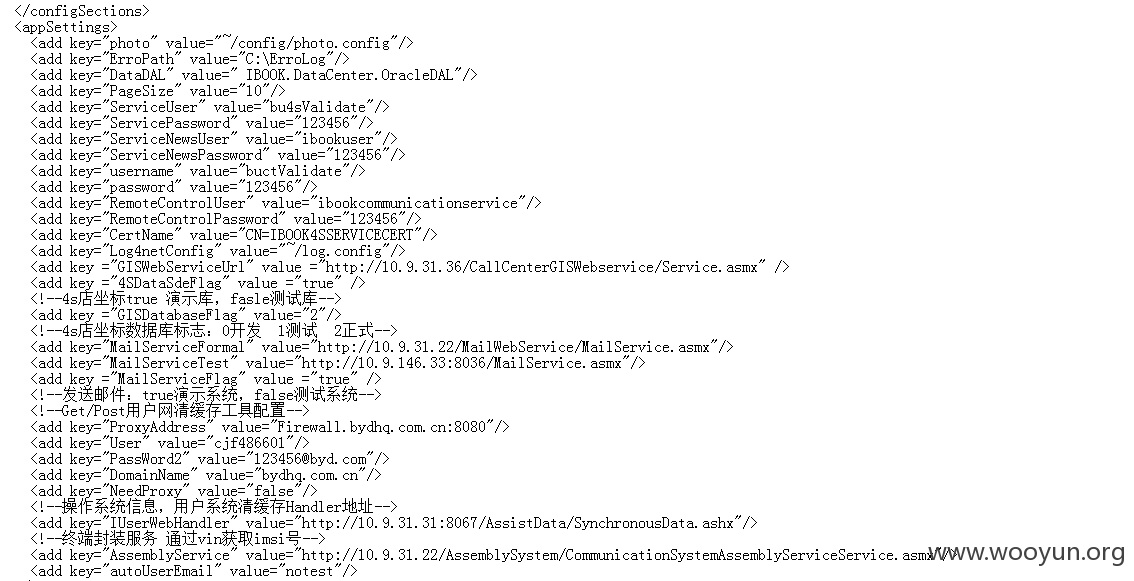 </configSections>
<appSettings>
<add key="photo" value="~/config/photo.config"/>
<add key="ErroPath" value="C:\ErroLog"/>
<add key="DataDAL" value=" IBOOK.DataCenter.OracleDAL"/>
<add key="PageSize" value="10"/>
<add key="ServiceUser" value="bu4sValidate"/>
<add key="ServicePassword" value="123456"/>
<add key="ServiceNewsUser" value="ibookuser"/>
<add key="ServiceNewsPassword" value="123456"/>
<add key="username" value="buctValidate"/>
<add key="password" value="123456"/>
<add key="RemoteControlUser" value="ibookcommunicationservice"/>
<add key="RemoteControlPassword" value="123456"/>
<add key="CertName" value="CN=IBOOK4SSERVICECERT"/>
<add key="Log4netConfig" value="~/log.config"/>
<add key ="GISWebServiceUrl" value ="http://10.9.31.36/CallCenterGISWebservice/Service.asmx" />
<add key ="4SDataSdeFlag" value ="true" />
<!--4s店坐标true 演示库，fasle测试库-->
<add key ="GISDatabaseFlag" value="2"/>
<!--4s店坐标数据库标志：0开发  1测试  2正式-->
<add key="MailServiceFormal" value="http://10.9.31.22/MailWebService/MailService.asmx"/>
<add key="MailServiceTest" value="http://10.9.146.33:8036/MailService.asmx"/>
<add key ="MailServiceFlag" value ="true" />
<!--发送邮件：true演示系统，false测试系统-->
<!--Get/Post用户网清缓存工具配置-->
<add key="ProxyAddress" value="Firewall.bydhq.com.cn:8080"/>
<add key="User" value="cjf486601"/>
<add key="PassWord2" value="123456@byd.com"/>
<add key="DomainName" value="bydhq.com.cn"/>
<add key="NeedProxy" value="false"/>
<!--操作系统信息，用户系统清缓存Handler地址-->
<add key="IUserWebHandler" value="http://10.9.31.31:8067/AssistData/SynchronousData.ashx"/>
<!--终端封装服务 通过vin获取imsi号-->
<add key="AssemblyService" value="http://10.9.31.22/AssemblySystem/CommunicationSystemAssemblyServiceService.asmx"/>
<add key="autoUserEmail" value="notest"/>
www.wooyun.org